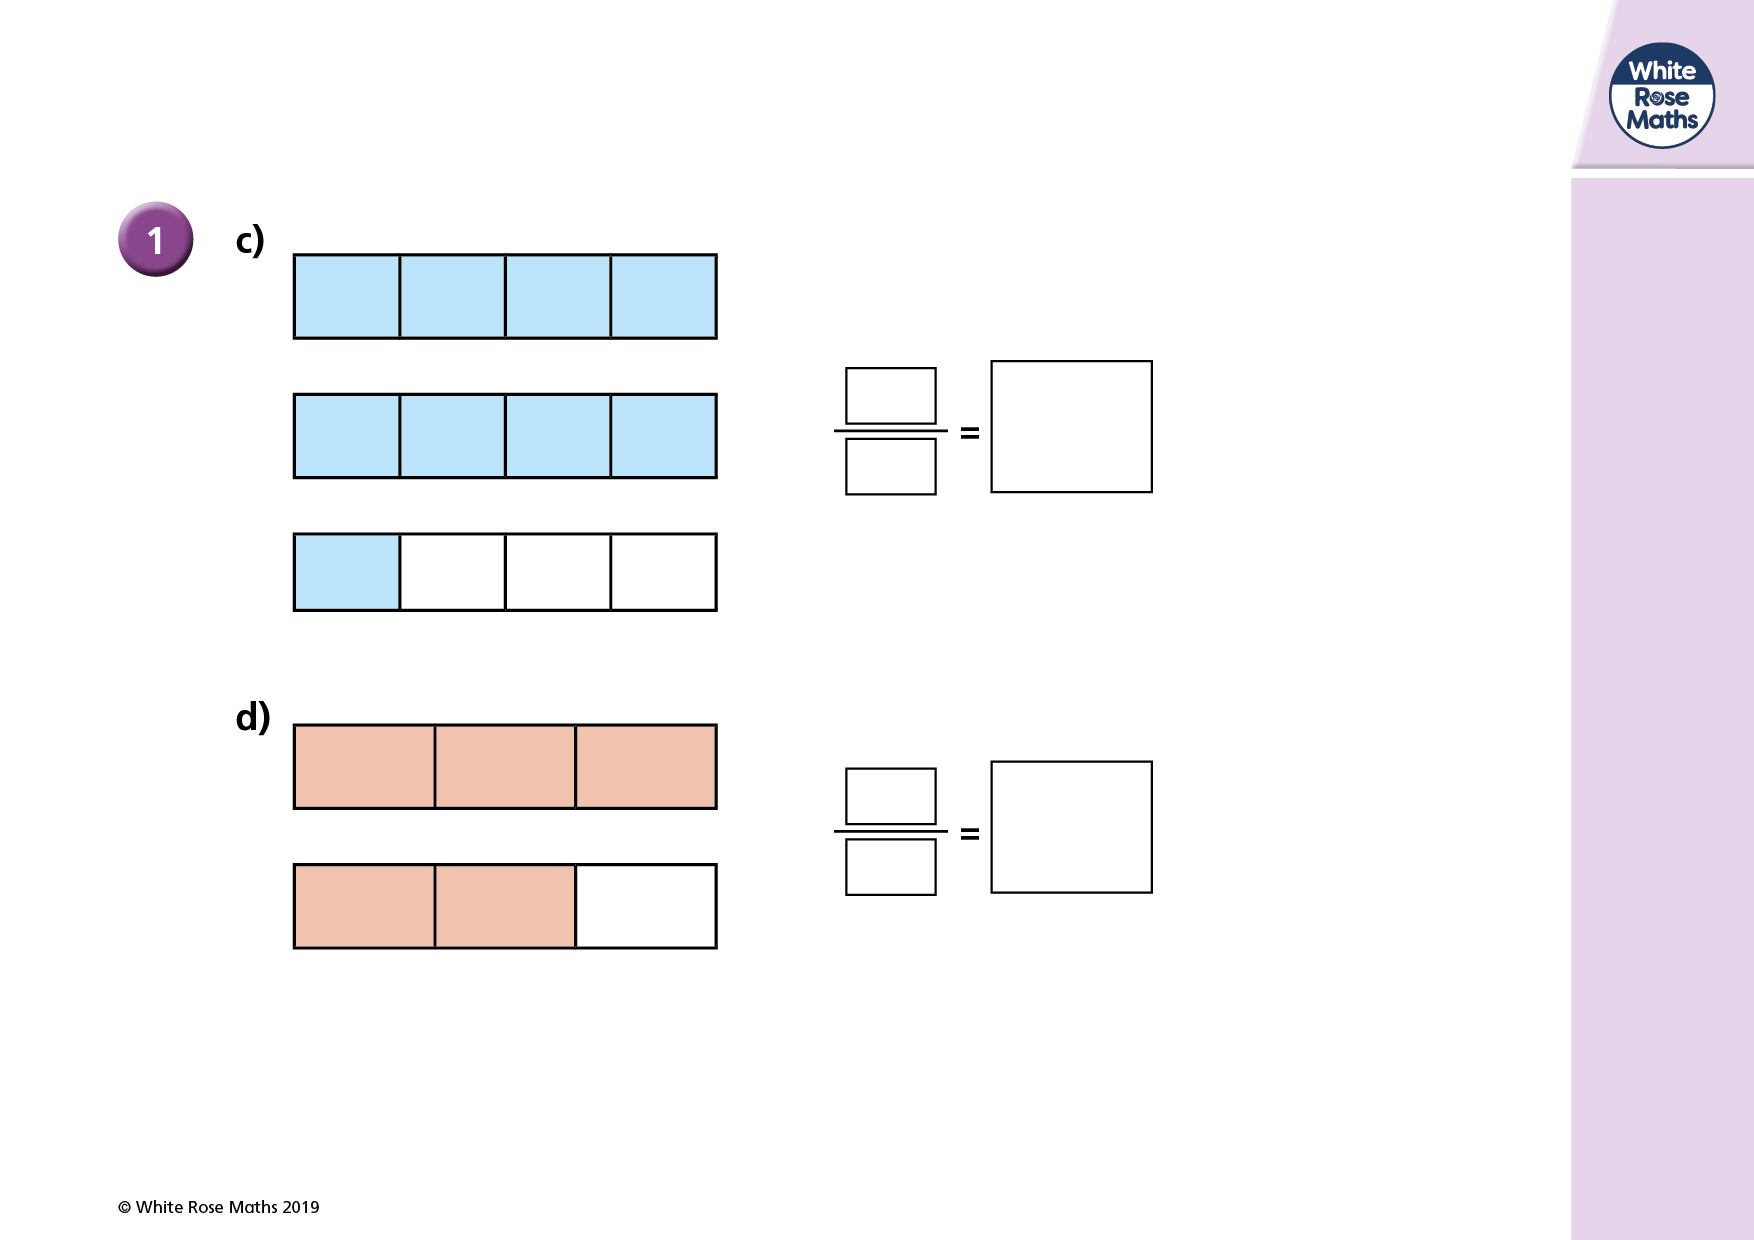 White
Rose
Maths
1 c)
=
d)
=
© White Rose Maths 2019